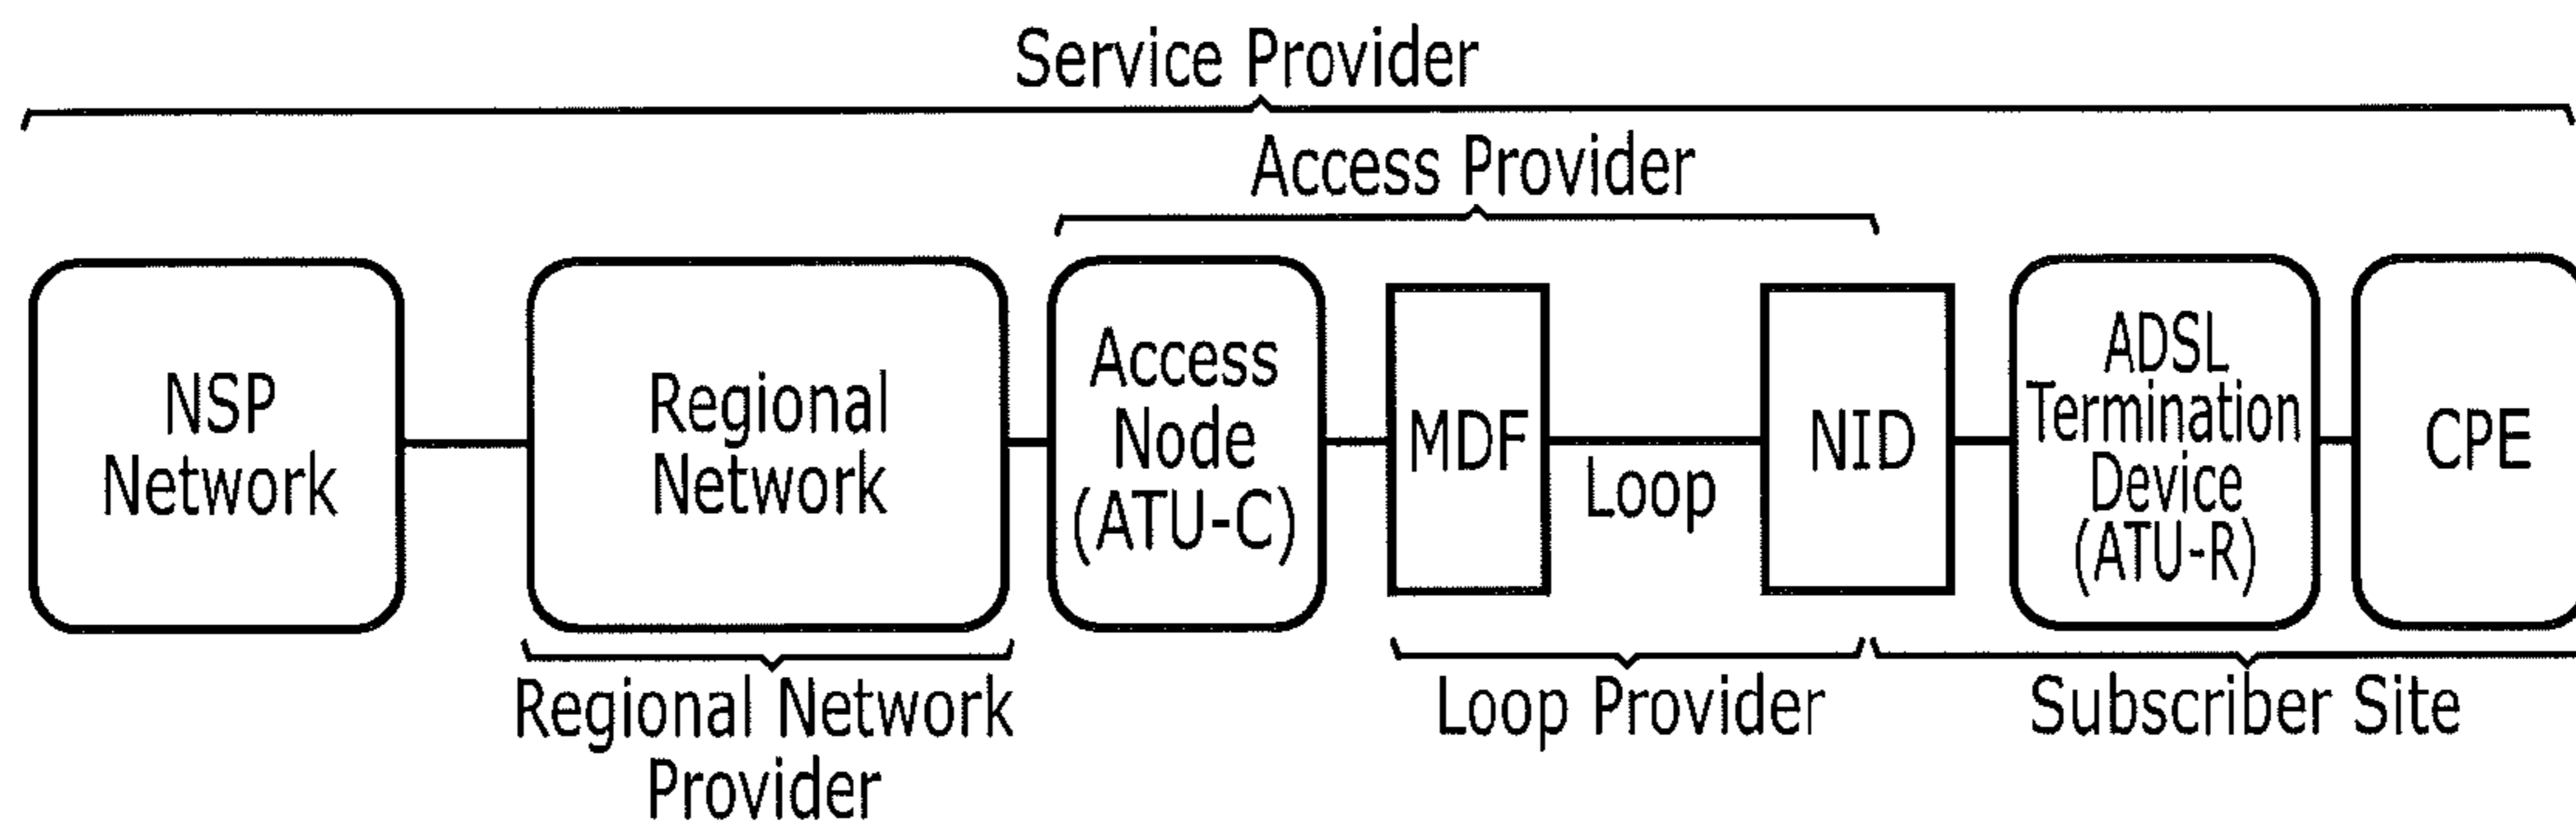 Service Provider
Access Provider
NSP
Network
Regional
Network
Access
Node
(ATU-C)
MDF
Loop
NID
ADSL
Termination
Device
(ATU-R)
CPE
Regional Network
Provider
Loop Provider
Subscriber Site